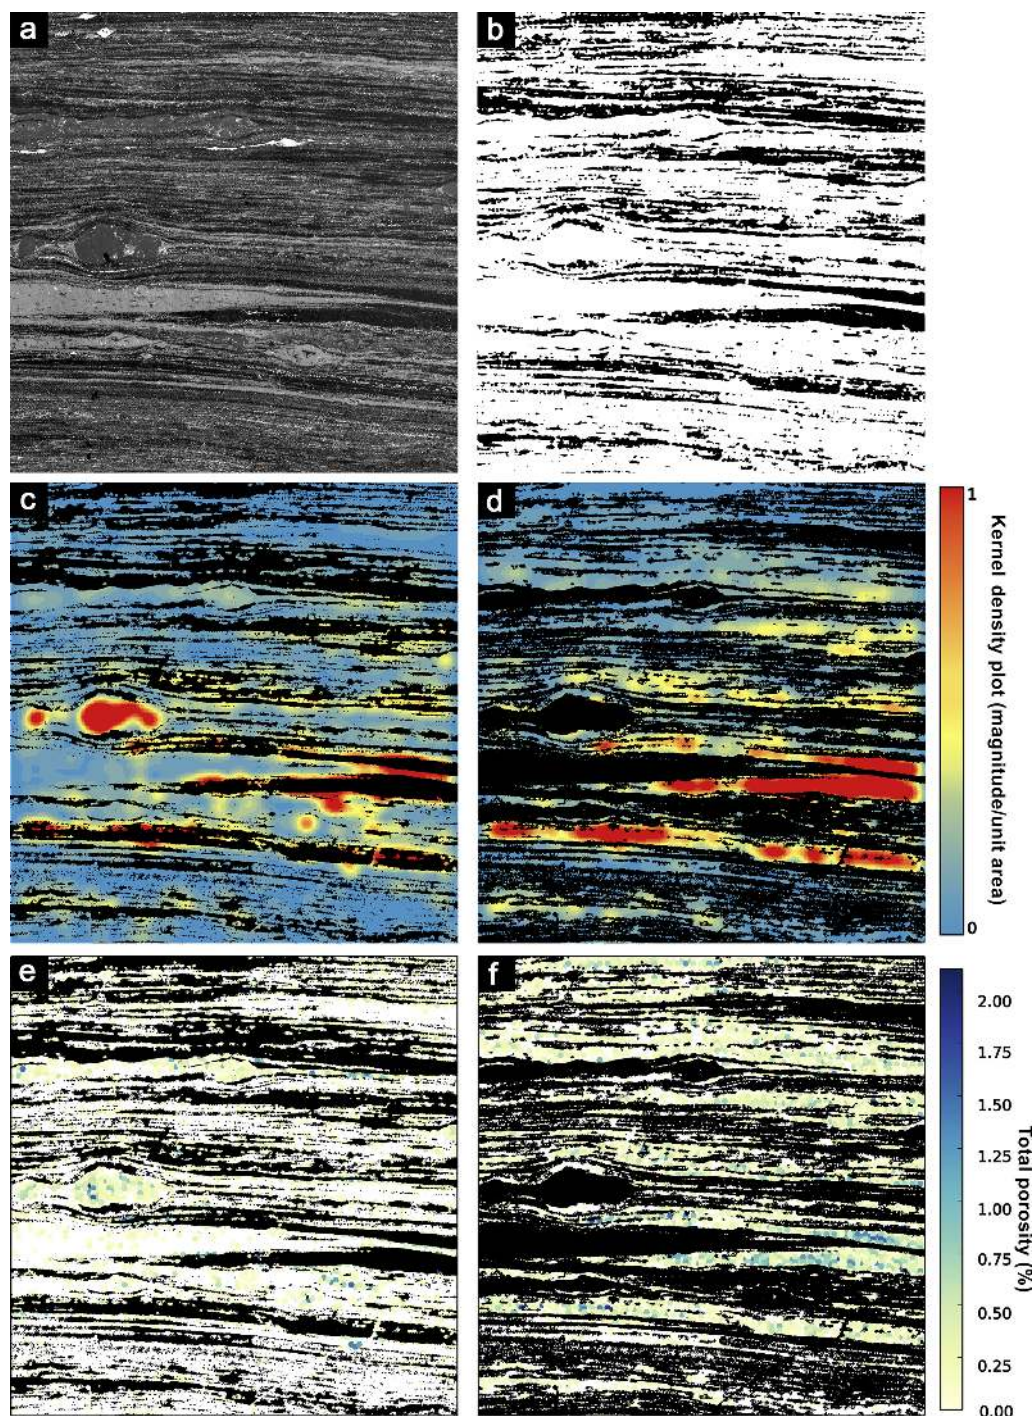 a
b
c
d
1
Kernel density plot (magnitude/unit area)
0
e
f
2.00
1.75
1.50
1.25
1.00
0.75
0.50
0.25
0.00
Total porosity (%)